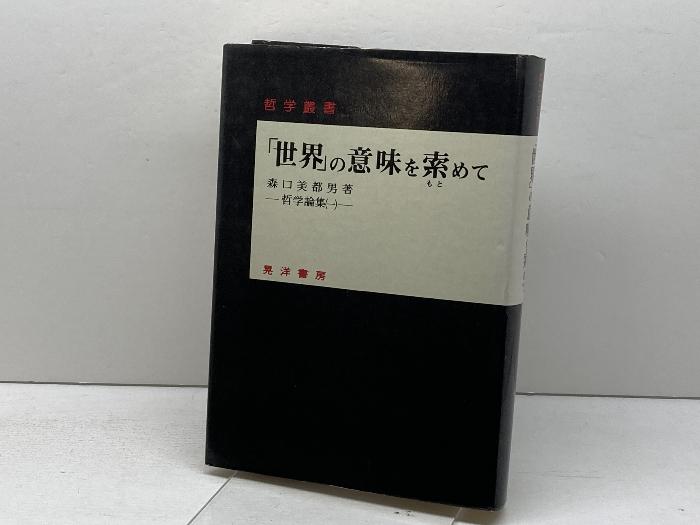 哲学叢書
「世界」の意味を索めて
もと
森口美都男著
―哲学論集(一)―
晃洋書房